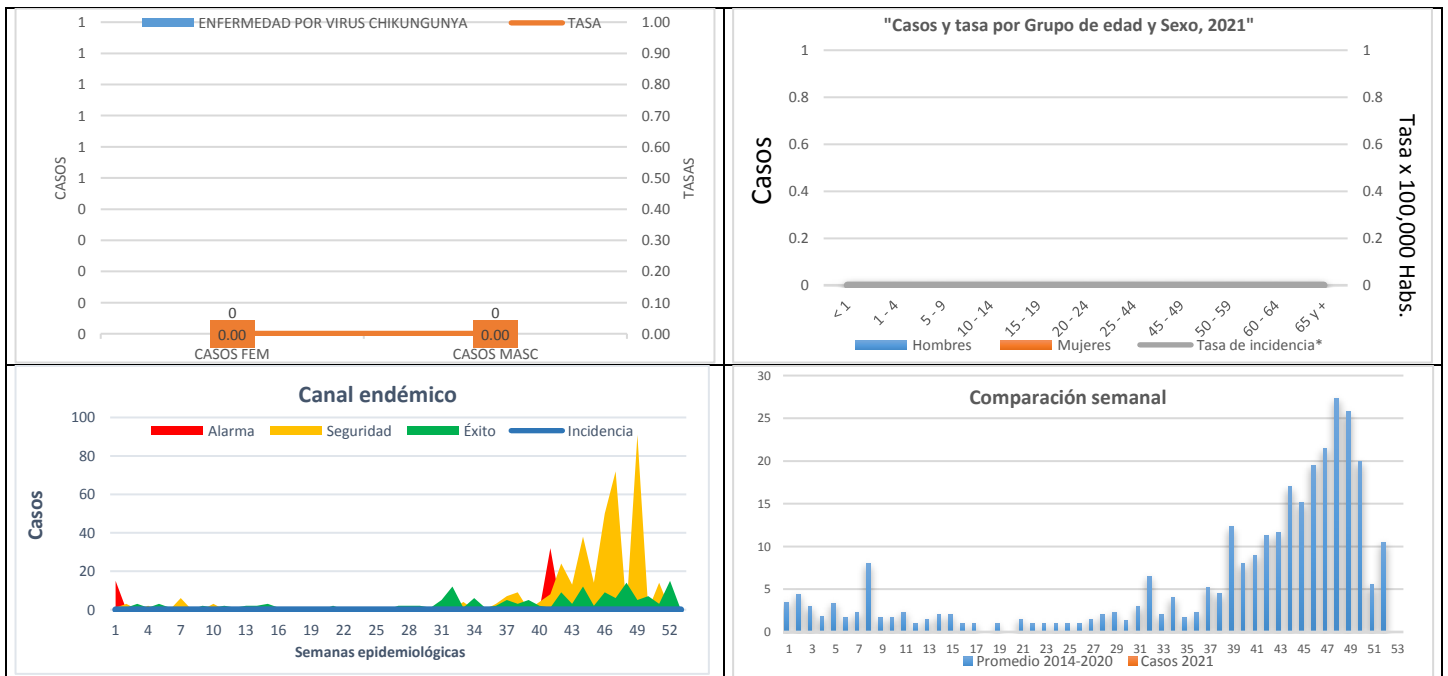 ENFERMEDAD POR VIRUS CHIKUNGUNYA TASA
1 1.00
1 0.90
1 0.80
1 0.70
1 0.60
1 0.50
0 0.40
0 0.30
0 0.20
0 0.10
0 0.00
CASOS
TASAS
0 0
0.00 0.00
CASOS FEM CASOS MASC
"Casos y tasa por Grupo de edad y Sexo, 2021"
1 1
0.8 0.8
0.6 0.6
0.4 0.4
0.2 0.2
0 0
Casos
Tasa x 100,000 Habs.
< 1 1 - 4 5 - 9 10 - 14 15 - 19 20 - 24 25 - 44 45 - 49 50 - 59 60 - 64 65 y +
Hombres Mujeres Tasa de incidencia*
Canal endémico
Alarma Seguridad Éxito Incidencia
100
80
60
40
20
0
Casos
1 4 7 10 13 16 19 22 25 28 31 34 37 40 43 46 49 52
Semanas epidemiológicas
Comparación semanal
30
25
20
15
10
5
0
1 3 5 7 9 11 13 15 17 19 21 23 25 27 29 31 33 35 37 39 41 43 45 47 49 51 53
Promedio 2014-2020 Casos 2021